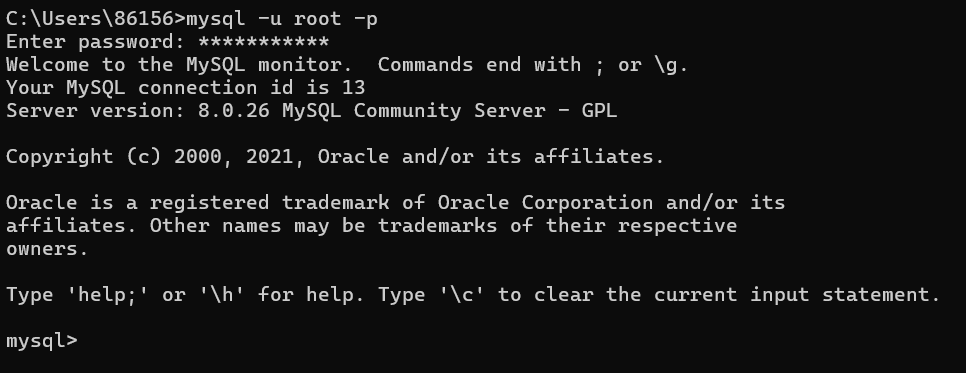 C:\Users\86156>mysql -u root -p
Enter password: ***********
Welcome to the MySQL monitor.  Commands end with ; or \g.
Your MySQL connection id is 13
Server version: 8.0.26 MySQL Community Server - GPL
Copyright (c) 2000, 2021, Oracle and/or its affiliates.
Oracle is a registered trademark of Oracle Corporation and/or its
affiliates. Other names may be trademarks of their respective
owners.
Type 'help;' or '\h' for help. Type '\c' to clear the current input statement.
mysql>